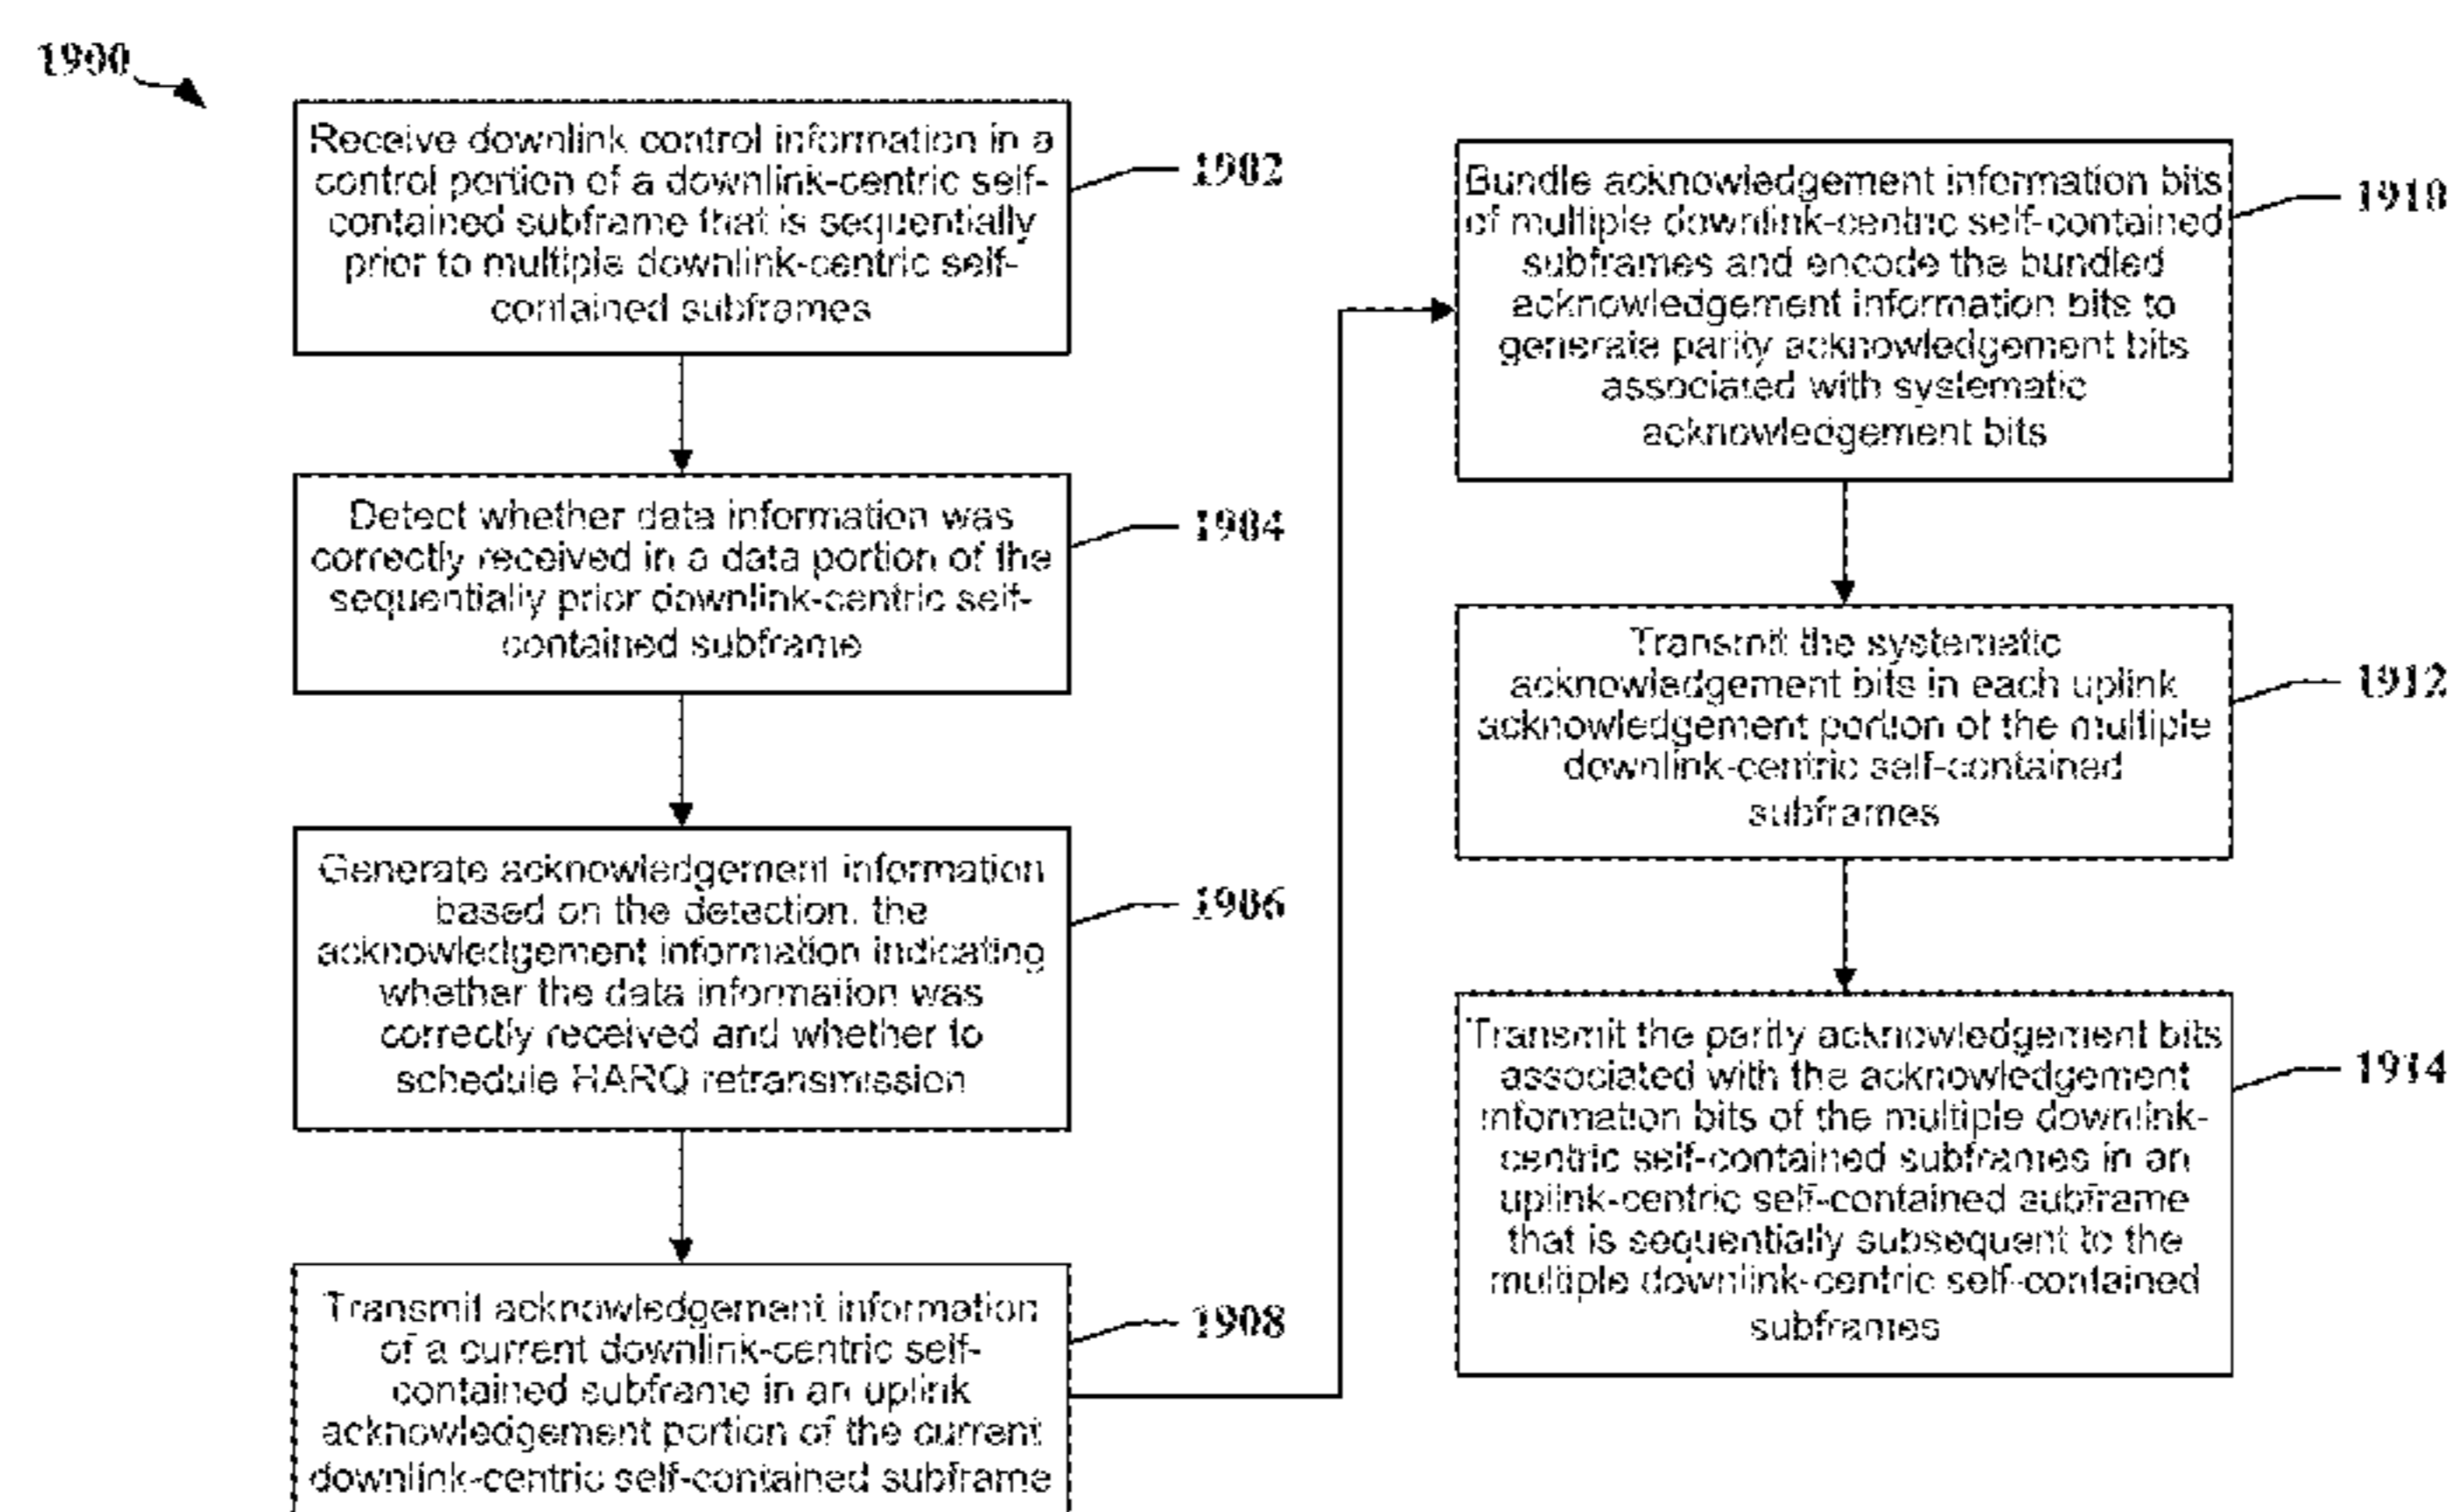 1900
Receive downlink control information in a
control portion of a downlink-centric self-
contained subframe that is sequentially
prior to multiple downlink-centric self-
contained subframes
1902
Detect whether data information was
correctly received in a data portion of the
sequentially prior downlink-centric self-
contained subframe
1904
Generate acknowledgement information
based on the detection, the
acknowledgement information indicating
whether the data information was
correctly received and whether to
schedule HARQ retransmission
1906
Transmit acknowledgement information
of a current downlink-centric self-
contained subframe in an uplink
acknowledgement portion of the current
downlink-centric self-contained subframe
1908
Bundle acknowledgement information bits
of multiple downlink-centric self-contained
subframes and encode the bundled
acknowledgement information bits to
generate parity acknowledgement bits
associated with systematic
acknowledgement bits
1910
Transmit the systematic
acknowledgement bits in each uplink
acknowledgement portion of the multiple
downlink-centric self-contained
subframes
1912
Transmit the parity acknowledgement bits
associated with the acknowledgement
information bits of the multiple downlink-
centric self-contained subframes in an
uplink-centric self-contained subframe
that is sequentially subsequent to the
multiple downlink-centric self-contained
subframes
1914